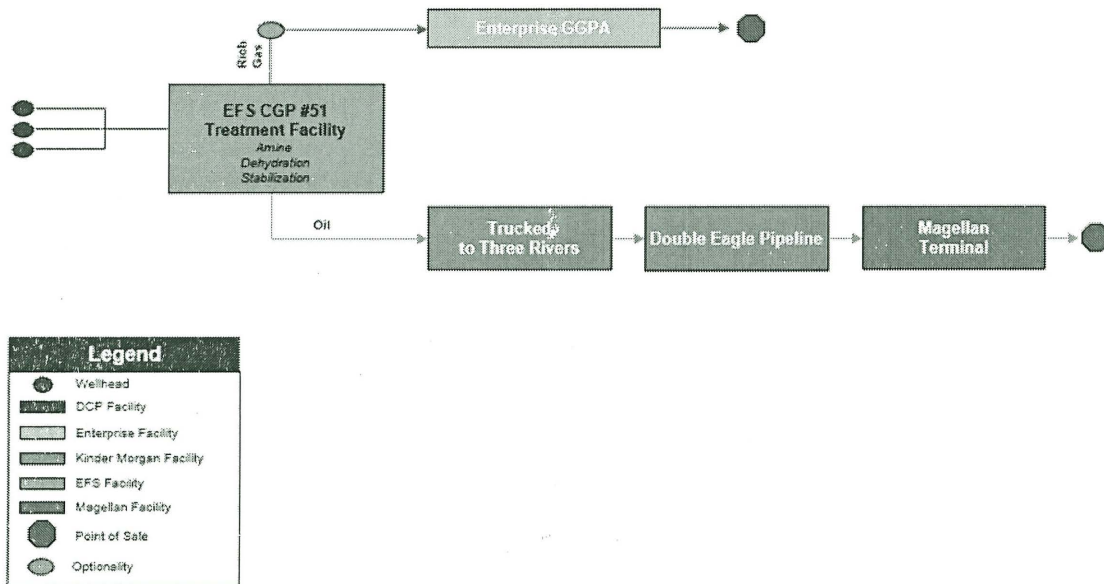 Enterprise GGPA
Rich
Gas
EFS CGP #51
Treatment Facility
Amine
Dehydration
Stabilization
Oil
Trucked
to Three Rivers
Double Eagle Pipeline
Magellan
Terminal
Legend
Wellhead
DCP Facility
Enterprise Facility
Kinder Morgan Facility
EFS Facility
Magellan Facility
Point of Sale
Optionality